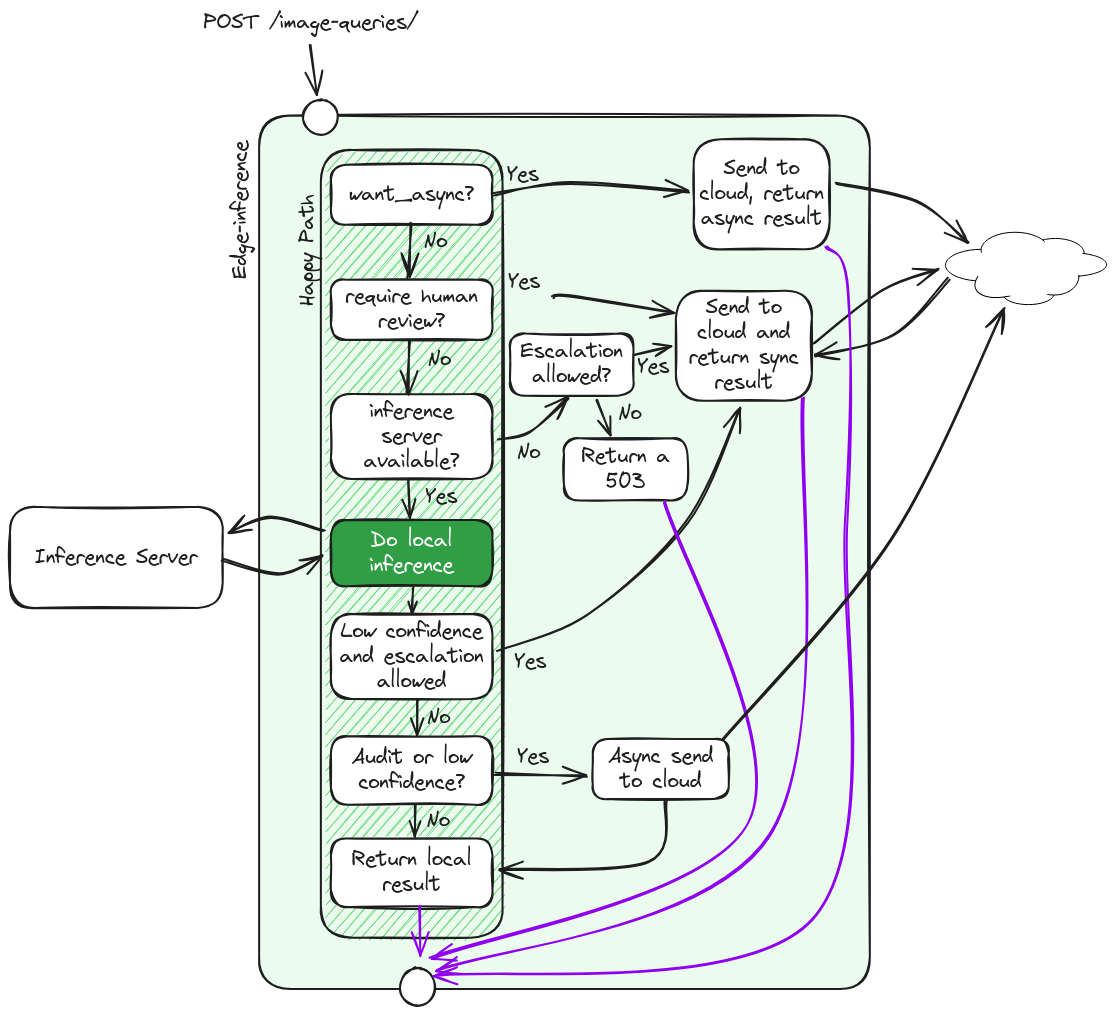 POST /image-queries/
Edge-inference
Happy Path
want_async?
Yes
Send to
cloud, return
async result
No
require human
review?
Yes
Send to
cloud and
return sync
result
No
Escalation
allowed?
Yes
inference
server
available?
No
No
Return a
503
Yes
Inference Server
Do local
inference
Low confidence
and escalation
allowed
Yes
No
Audit or low
confidence?
Yes
Async send
to cloud
No
Return local
result